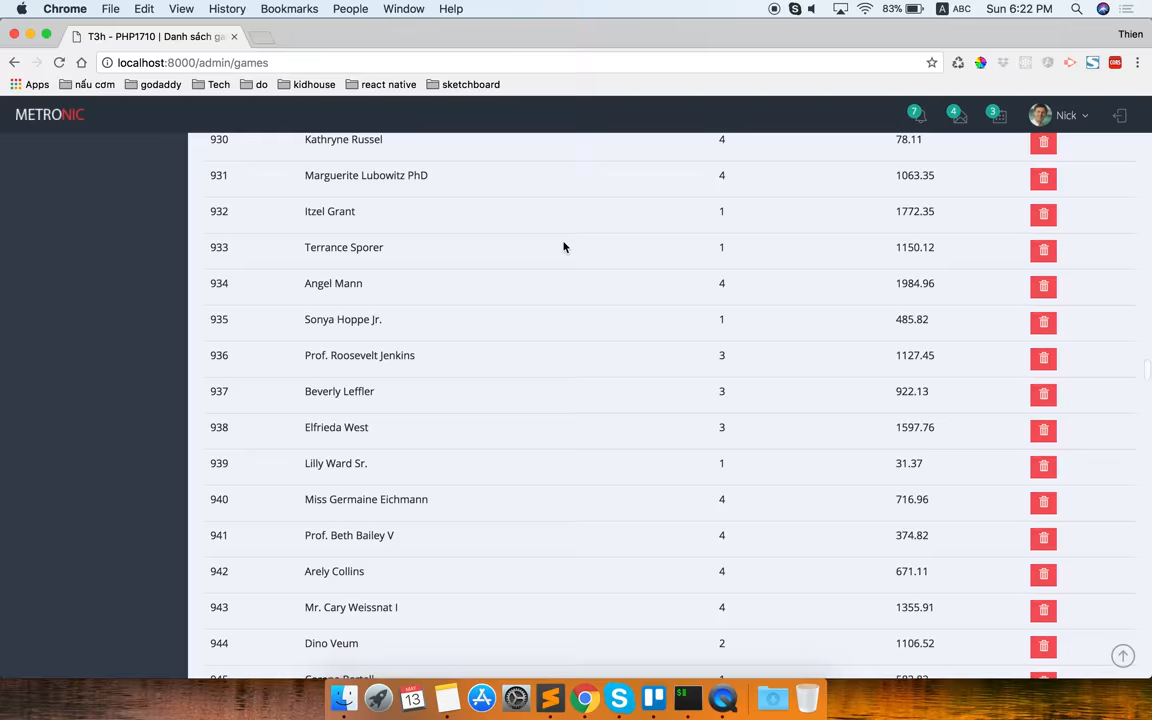 Chrome File Edit View History Bookmarks People Window Help 83% A ABC Sun 6:22 PM
T3h - PHP1710 | Danh sách ga Thien
localhost:8000/admin/games
Apps nấu cơm godaddy Tech do kidhouse react native sketchboard
METRONIC 7 4 3 Nick
930 Kathryne Russel 4 78.11
931 Marguerite Lubowitz PhD 4 1063.35
932 Itzel Grant 1 1772.35
933 Terrance Sporer 1 1150.12
934 Angel Mann 4 1984.96
935 Sonya Hoppe Jr. 1 485.82
936 Prof. Roosevelt Jenkins 3 1127.45
937 Beverly Leffler 3 922.13
938 Elfrieda West 3 1597.76
939 Lilly Ward Sr. 1 31.37
940 Miss Germaine Eichmann 4 716.96
941 Prof. Beth Bailey V 4 374.82
942 Arely Collins 4 671.11
943 Mr. Cary Weissnat I 4 1355.91
944 Dino Veum 2 1106.52